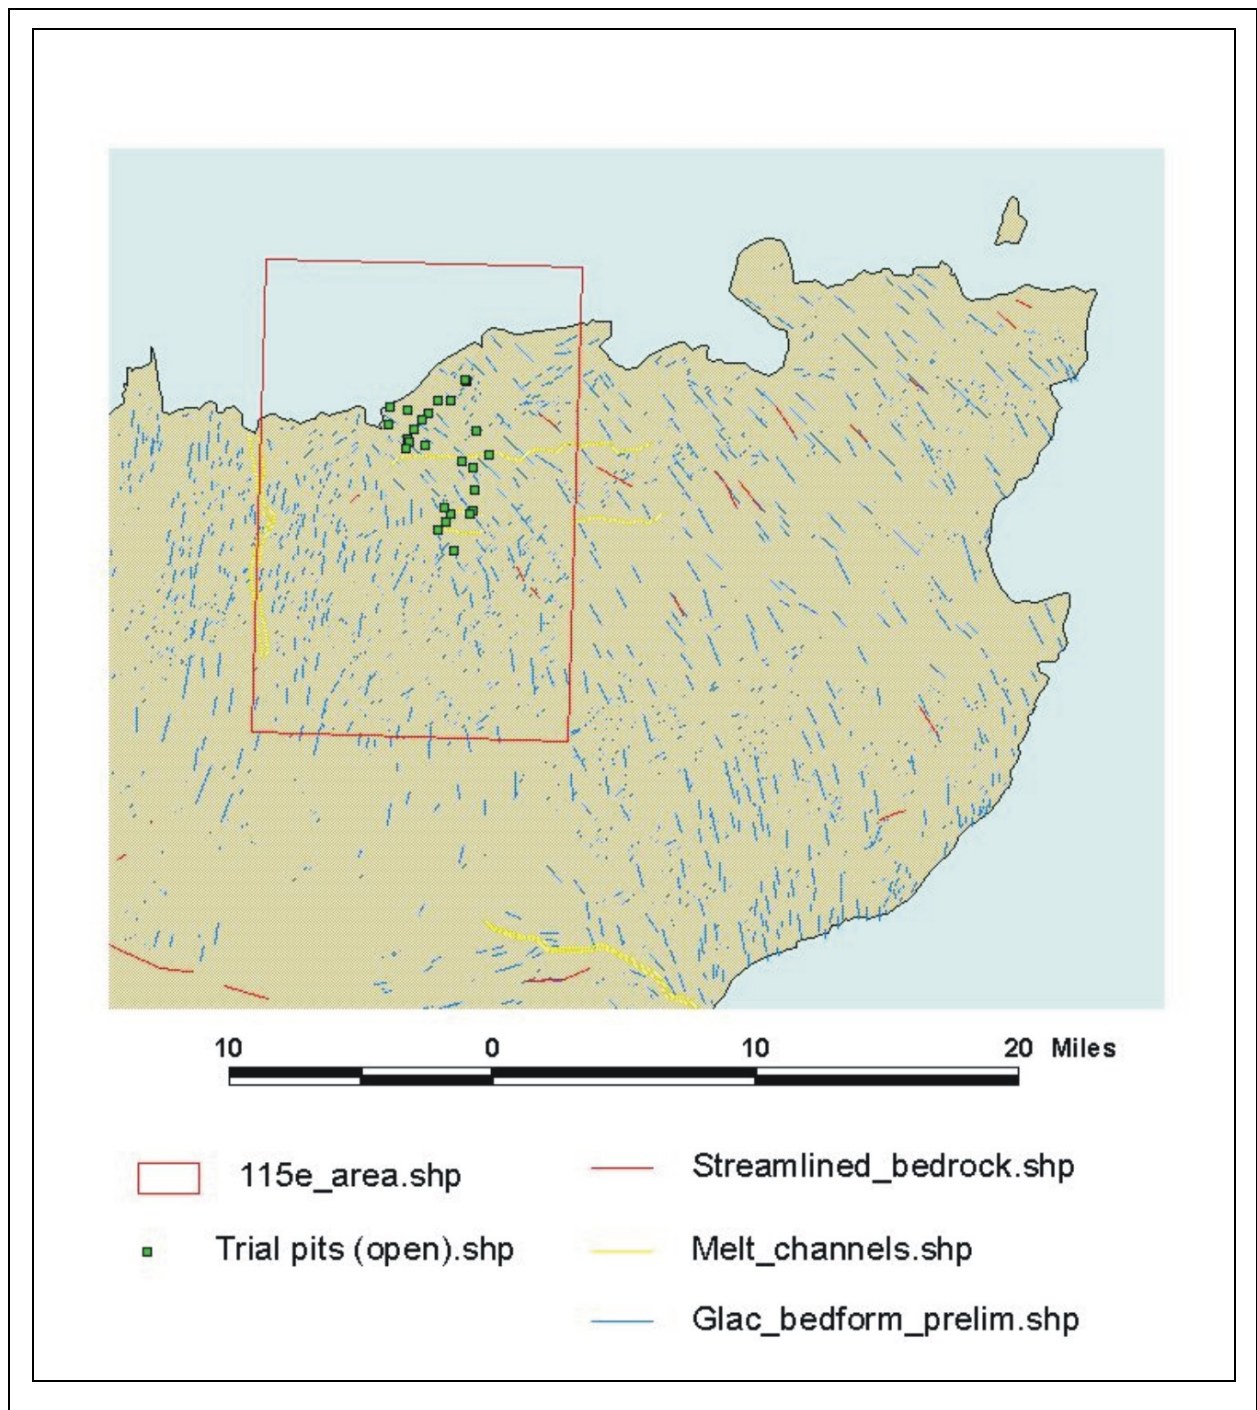 10 0 10 20 Miles
115e_area.shp
Streamlined_bedrock.shp
Trial pits (open).shp
Melt_channels.shp
Glac_bedform_prelim.shp